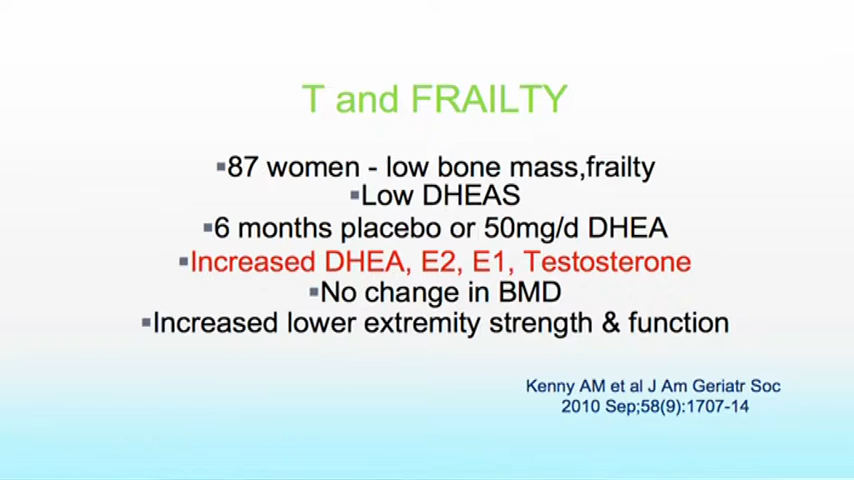 T and FRAILTY
▪87 women - low bone mass,frailty
▪Low DHEAS
▪6 months placebo or 50mg/d DHEA
▪Increased DHEA, E2, E1, Testosterone
▪No change in BMD
▪Increased lower extremity strength & function
Kenny AM et al J Am Geriatr Soc
2010 Sep;58(9):1707-14